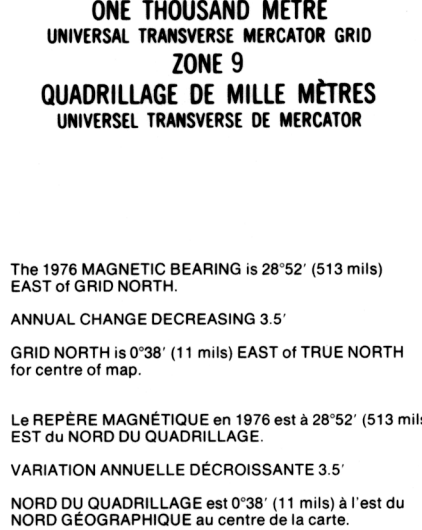 ONE THOUSAND METRE
UNIVERSAL TRANSVERSE MERCATOR GRID
ZONE 9
QUADRILLAGE DE MILLE MÈTRES
UNIVERSEL TRANSVERSE DE MERCATOR
The 1976 MAGNETIC BEARING is 28°52′ (513 mils)
EAST of GRID NORTH.
ANNUAL CHANGE DECREASING 3.5′
GRID NORTH is 0°38′ (11 mils) EAST of TRUE NORTH
for centre of map.
Le REPÈRE MAGNÉTIQUE en 1976 est à 28°52′ (513 mils
EST du NORD DU QUADRILLAGE.
VARIATION ANNUELLE DÉCROISSANTE 3.5′
NORD DU QUADRILLAGE est 0°38′ (11 mils) à l'est du
NORD GÉOGRAPHIQUE au centre de la carte.